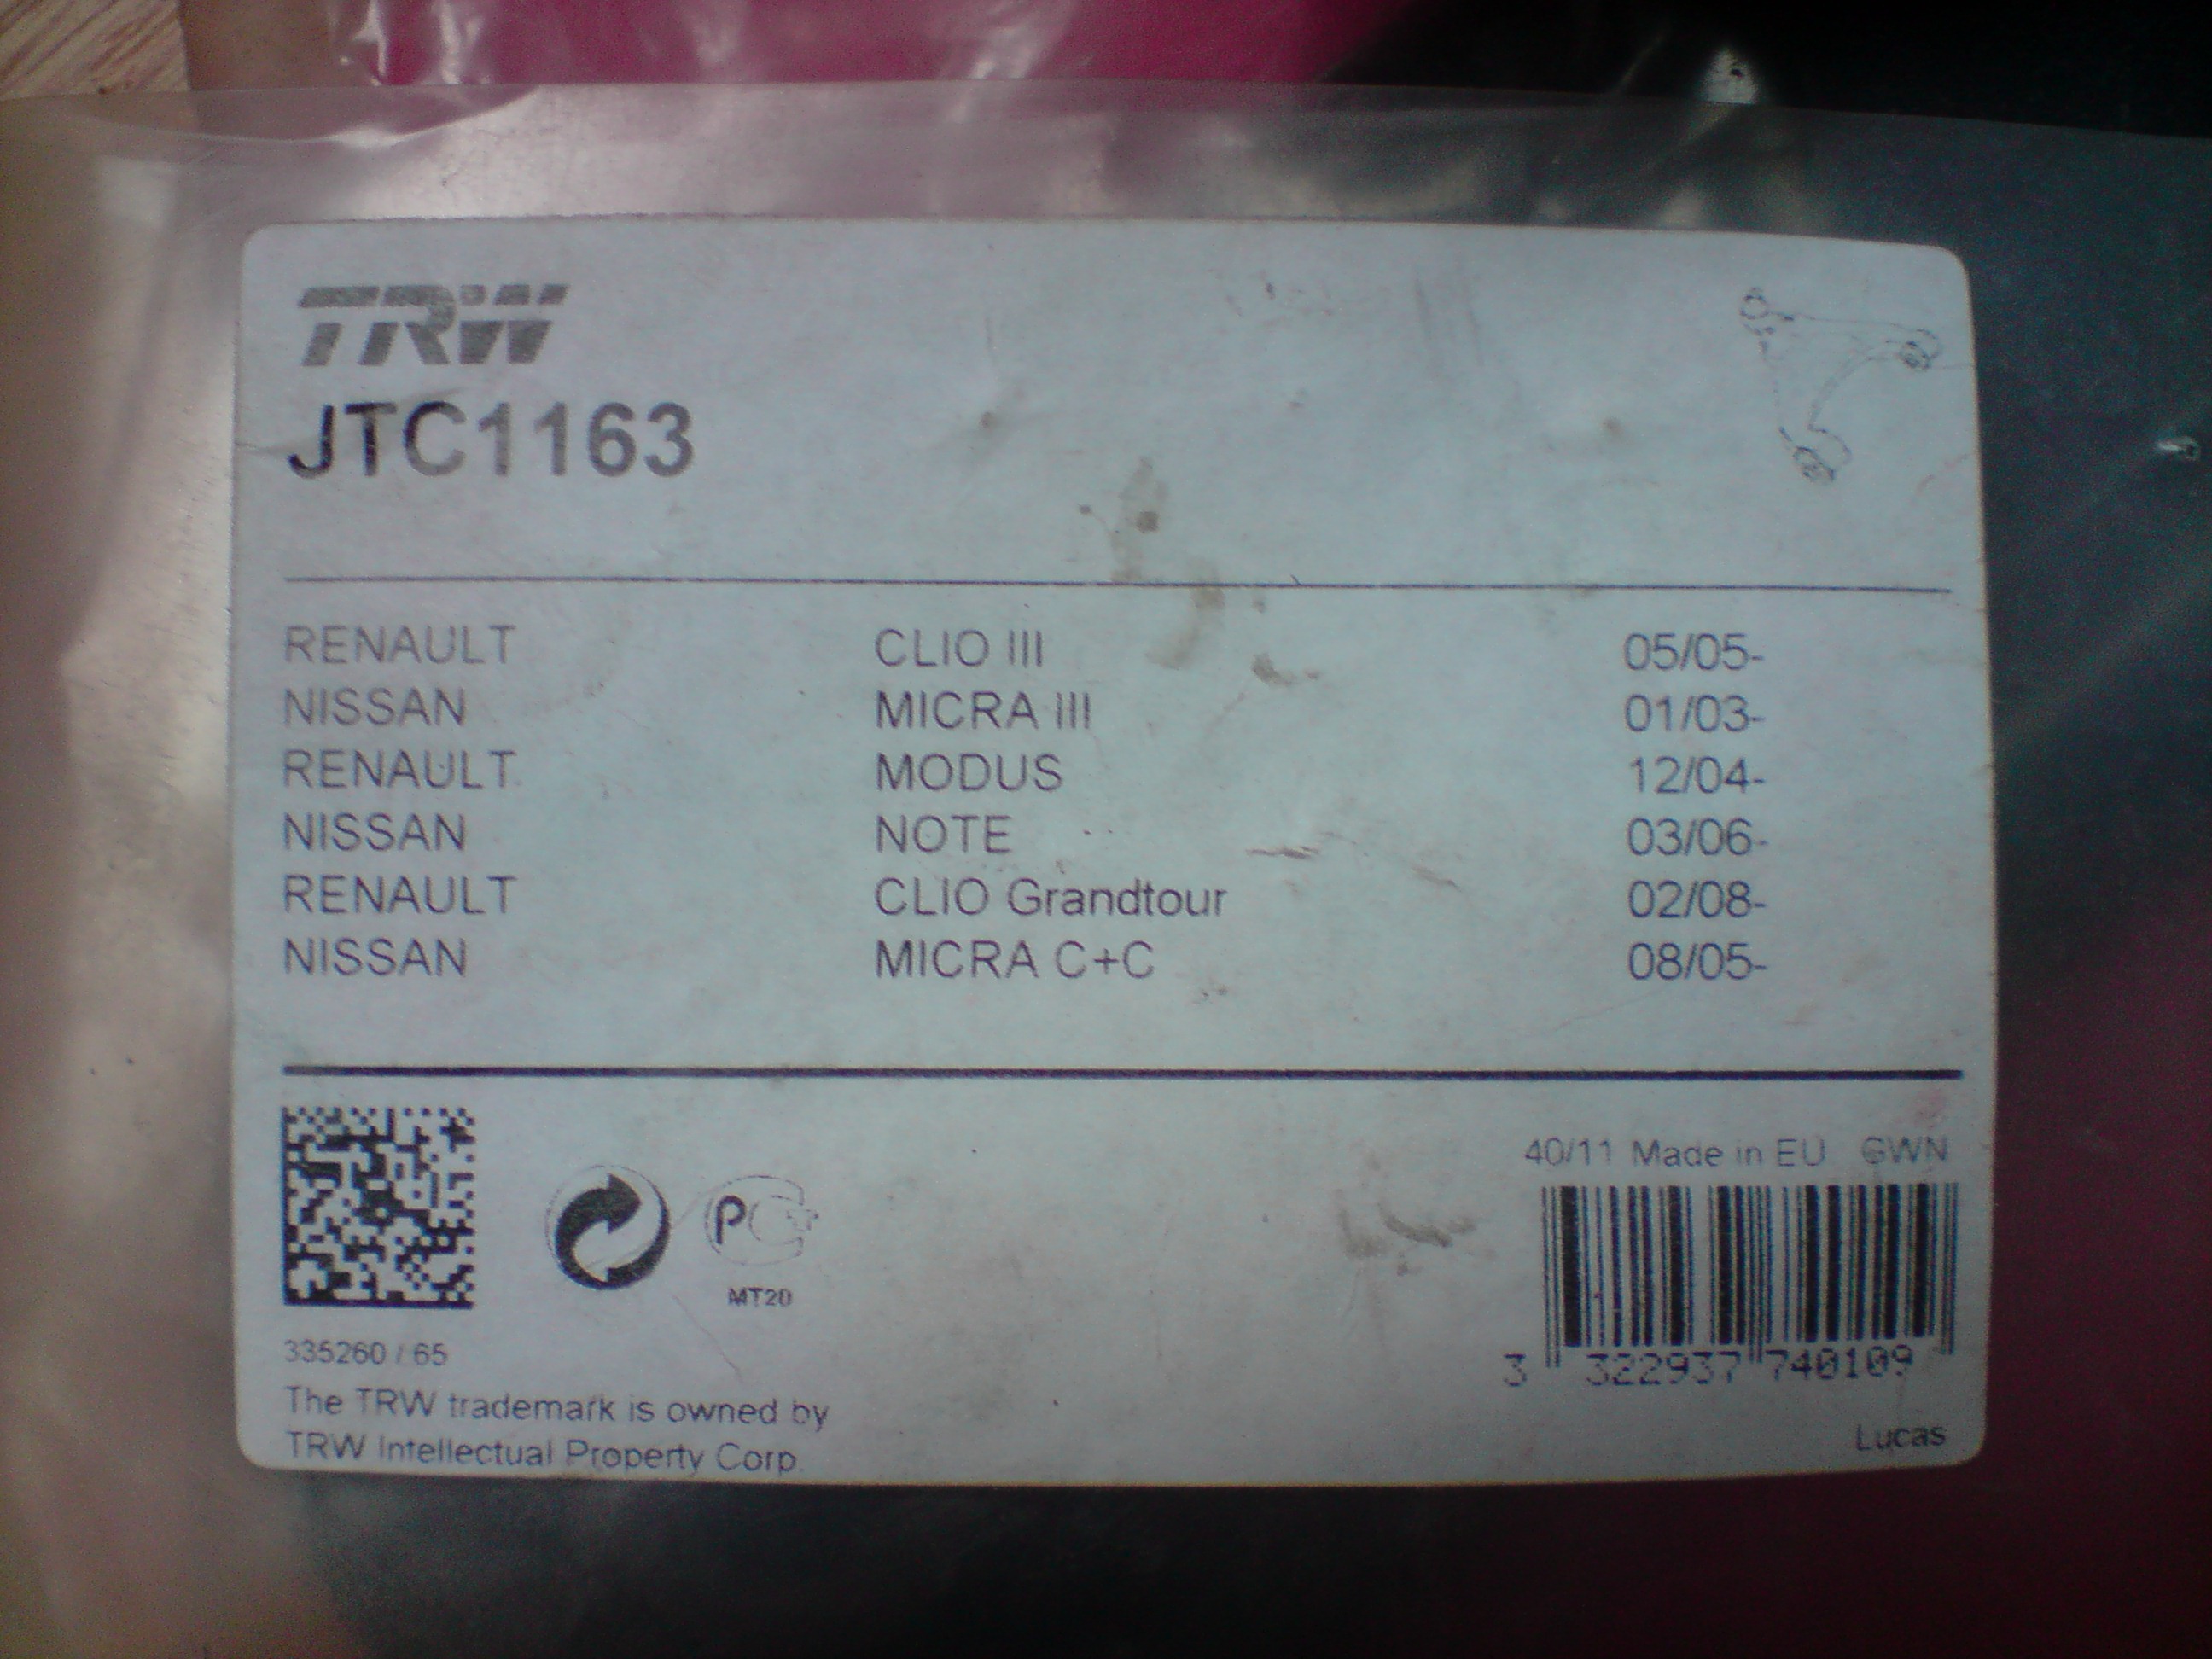 TRW
JTC1163
RENAULT CLIO III 05/05-
NISSAN MICRA III 01/03-
RENAULT MODUS 12/04-
NISSAN NOTE 03/06-
RENAULT CLIO Grandtour 02/08-
NISSAN MICRA C+C 08/05-
40/11 Made in EU GWN
PC
MT20
335260 / 65
3 322937 740109
The TRW trademark is owned by
TRW Intellectual Property Corp.
Lucas